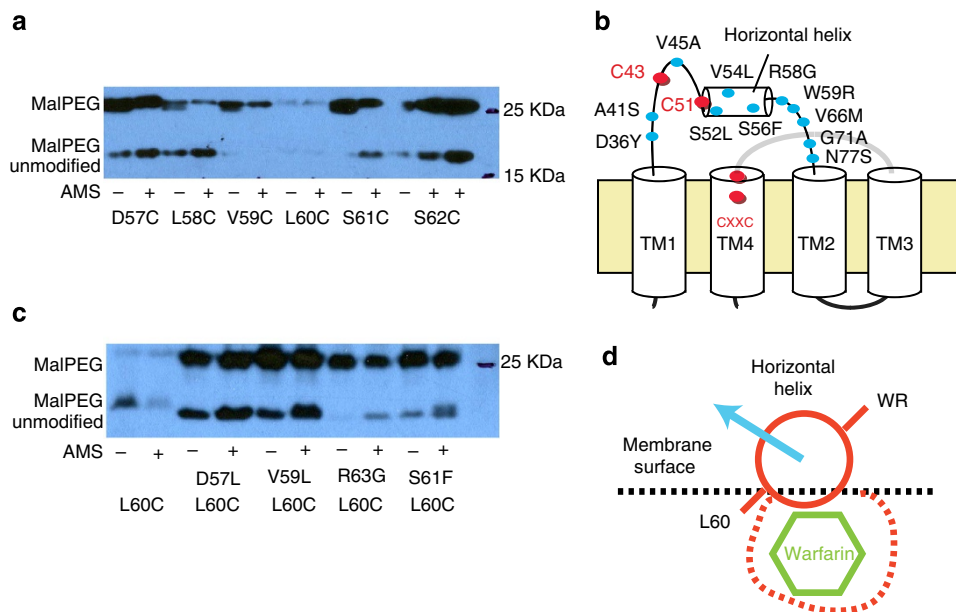 a
MalPEG
MalPEG
unmodified
25 KDa
15 KDa
AMS – + – + – + – + – + – + +
D57C L58C V59C L60C S61C S62C
b
Horizontal helix
V45A
C43
V54L
R58G
W59R
A41S
C51
V66M
D36Y
S52L
S56F
G71A
N77S
CXXC
TM1 TM4 TM2 TM3
c
MalPEG
MalPEG
unmodified
25 KDa
AMS – + – + – + – + – +
D57L V59L R63G S61F
L60C L60C L60C L60C L60C
d
Horizontal
helix
WR
Membrane
surface
L60
Warfarin